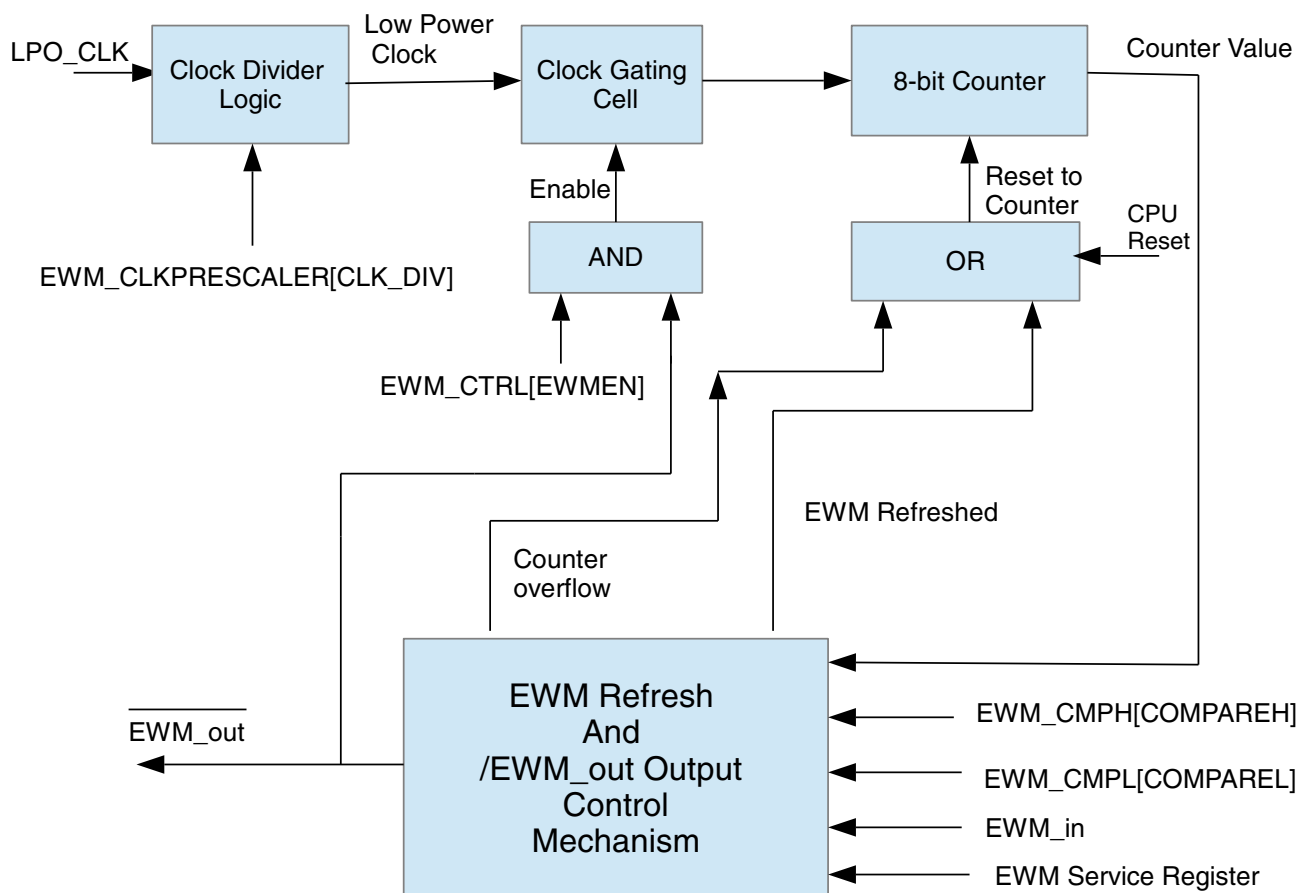 LPO_CLK
Clock Divider
Logic
Low Power
Clock
Clock Gating
Cell
8-bit Counter
Counter Value
Enable
Reset to
Counter
CPU
Reset
EWM_CLKPRESCALER[CLK_DIV]
AND
OR
EWM_CTRL[EWMEN]
EWM Refreshed
Counter
overflow
EWM_out
EWM Refresh
And
/EWM_out Output
Control
Mechanism
EWM_CMPH[COMPAREH]
EWM_CMPL[COMPAREL]
EWM_in
EWM Service Register